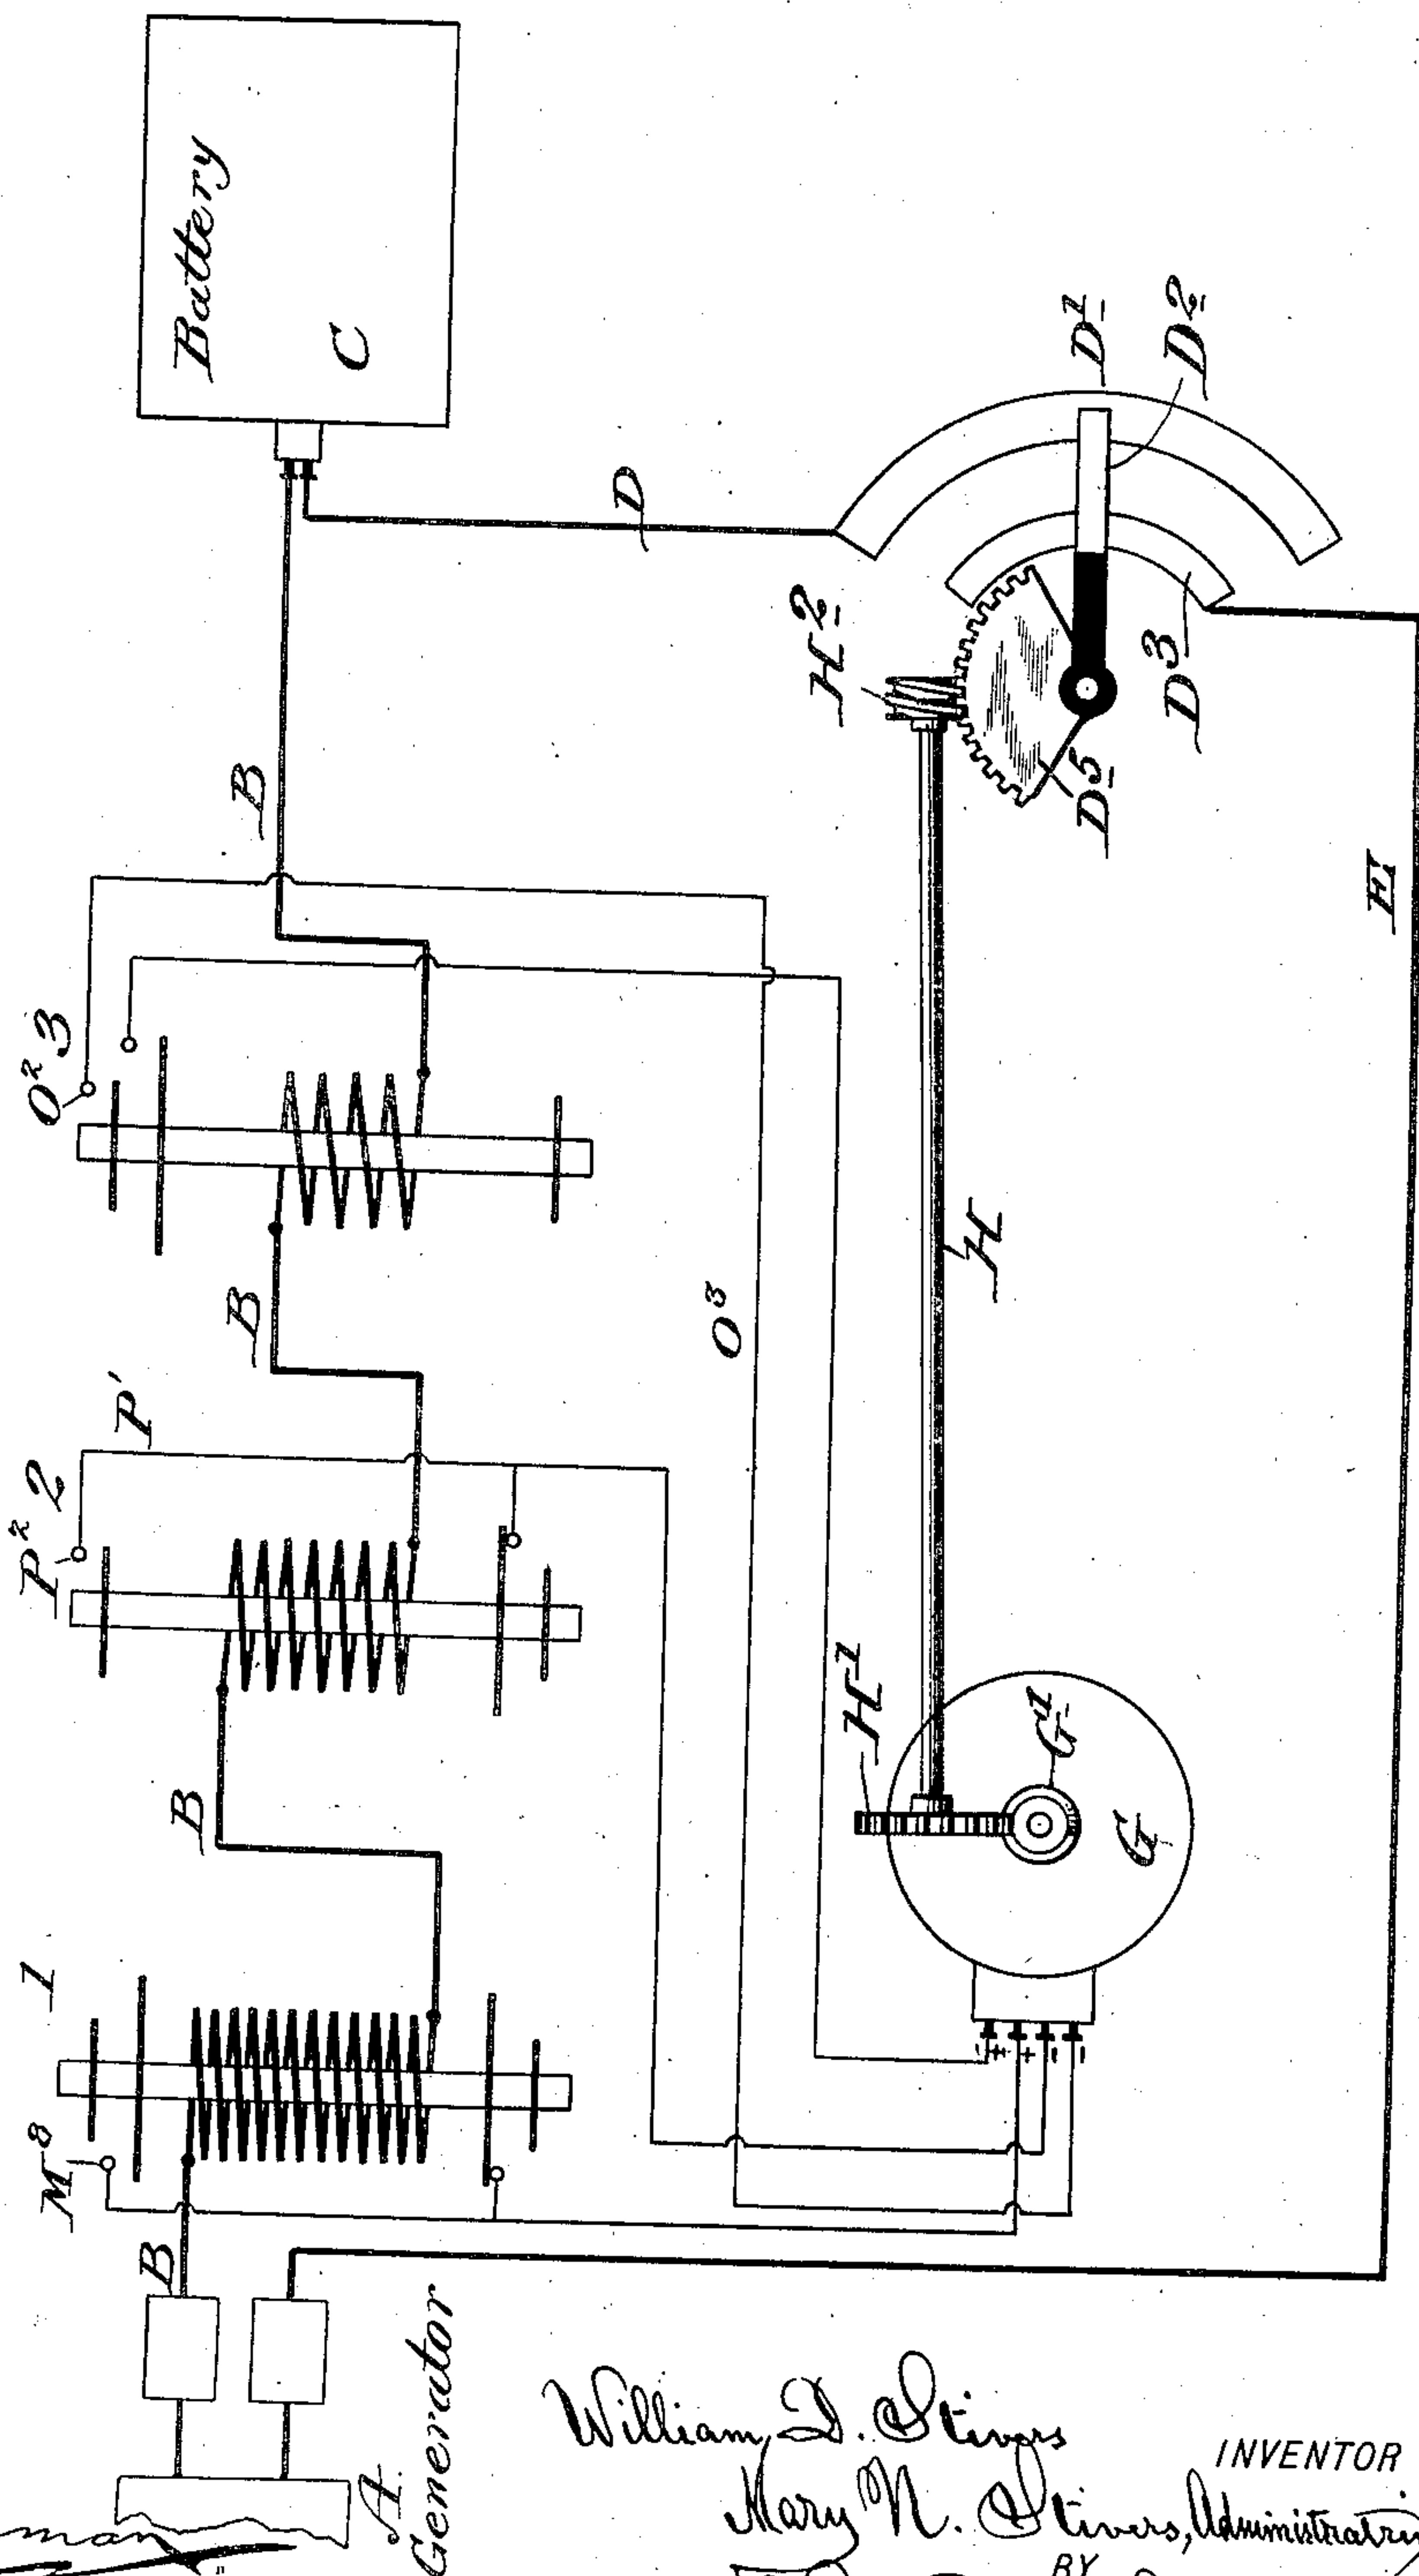 Battery
C
D
D1
D2
D3
D5
H2
B
E
O2 3
B
O3
H
P2 2
P'
B
H1
G1
G
1
M8
B
A.
Generator
William D. Stivers
INVENTOR
Mary N. Stivers, Administratrix
BY